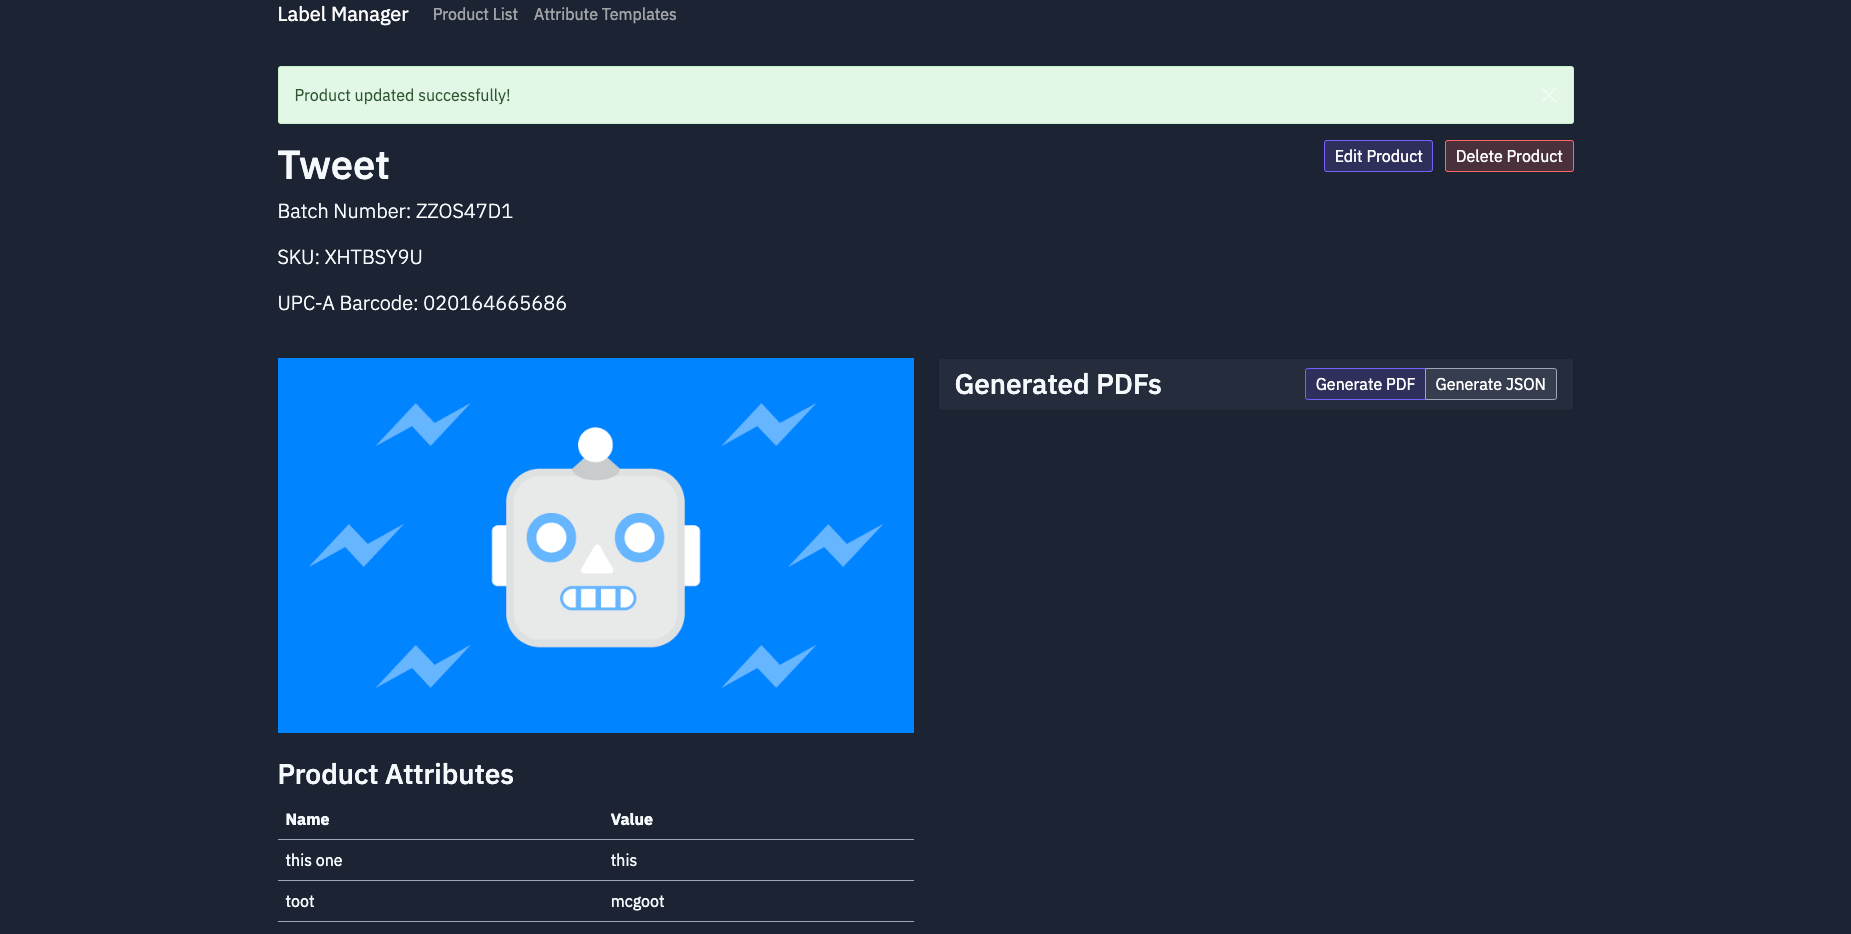 Label Manager Product List Attribute Templates
Product updated successfully!
Tweet
Edit Product Delete Product
Batch Number: ZZOS47D1
SKU: XHTBSY9U
UPC-A Barcode: 020164665686
Generated PDFs
Generate PDF Generate JSON
Product Attributes
Name Value
this one this
toot mcgoot